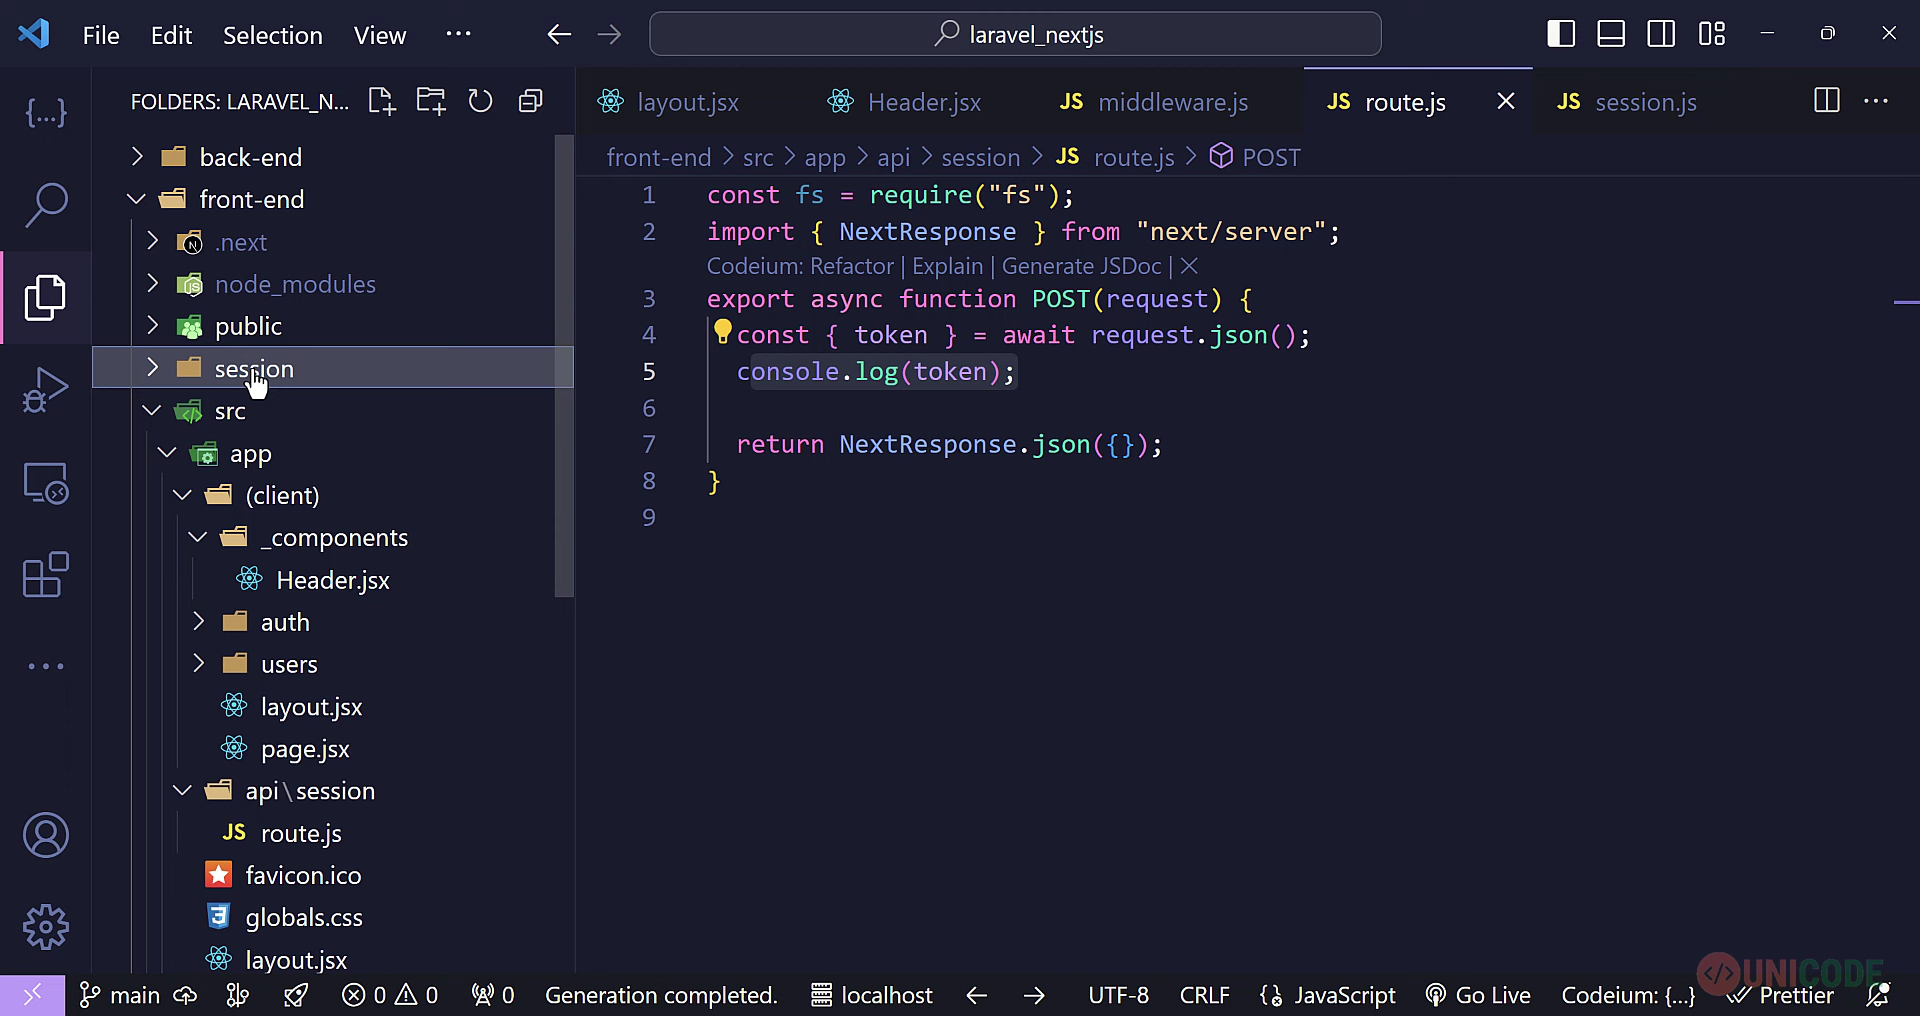 File Edit Selection View ··· laravel_nextjs
FOLDERS: LARAVEL_N...
layout.jsx Header.jsx JS middleware.js JS route.js JS session.js
front-end > src > app > api > session > JS route.js > POST
back-end
front-end
.next
node_modules
public
session
src
app
(client)
_components
Header.jsx
auth
users
layout.jsx
page.jsx
api\session
JS route.js
favicon.ico
globals.css
layout.jsx
1 const fs = require("fs");
2 import { NextResponse } from "next/server";
Codeium: Refactor | Explain | Generate JSDoc | ×
3 export async function POST(request) {
4 const { token } = await request.json();
5 console.log(token);
6
7 return NextResponse.json({});
8 }
9
UNICODE
main 0 0 0 Generation completed. localhost UTF-8 CRLF JavaScript Go Live Codeium: {...} Prettier